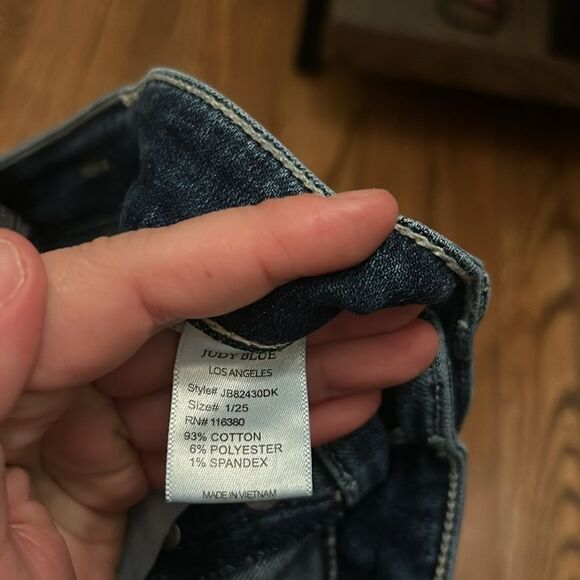 JUDY BLUE
LOS ANGELES
Style# JB82430DK
Size# 1/25
RN# 116380
93% COTTON
6% POLYESTER
1% SPANDEX
MADE IN VIETNAM